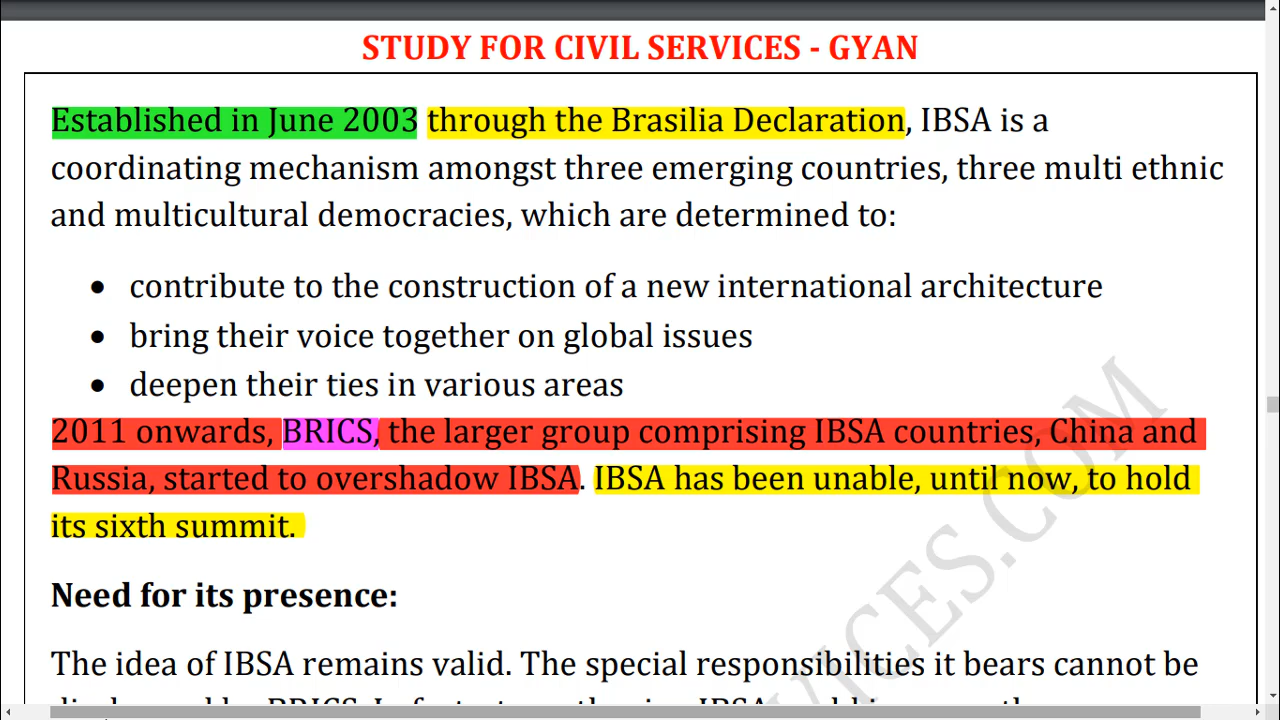 STUDY FOR CIVIL SERVICES - GYAN
Established in June 2003 through the Brasilia Declaration, IBSA is a
coordinating mechanism amongst three emerging countries, three multi ethnic
and multicultural democracies, which are determined to:
• contribute to the construction of a new international architecture
• bring their voice together on global issues
• deepen their ties in various areas
2011 onwards, BRICS, the larger group comprising IBSA countries, China and
Russia, started to overshadow IBSA. IBSA has been unable, until now, to hold
its sixth summit.
Need for its presence:
The idea of IBSA remains valid. The special responsibilities it bears cannot be
VICES.COM